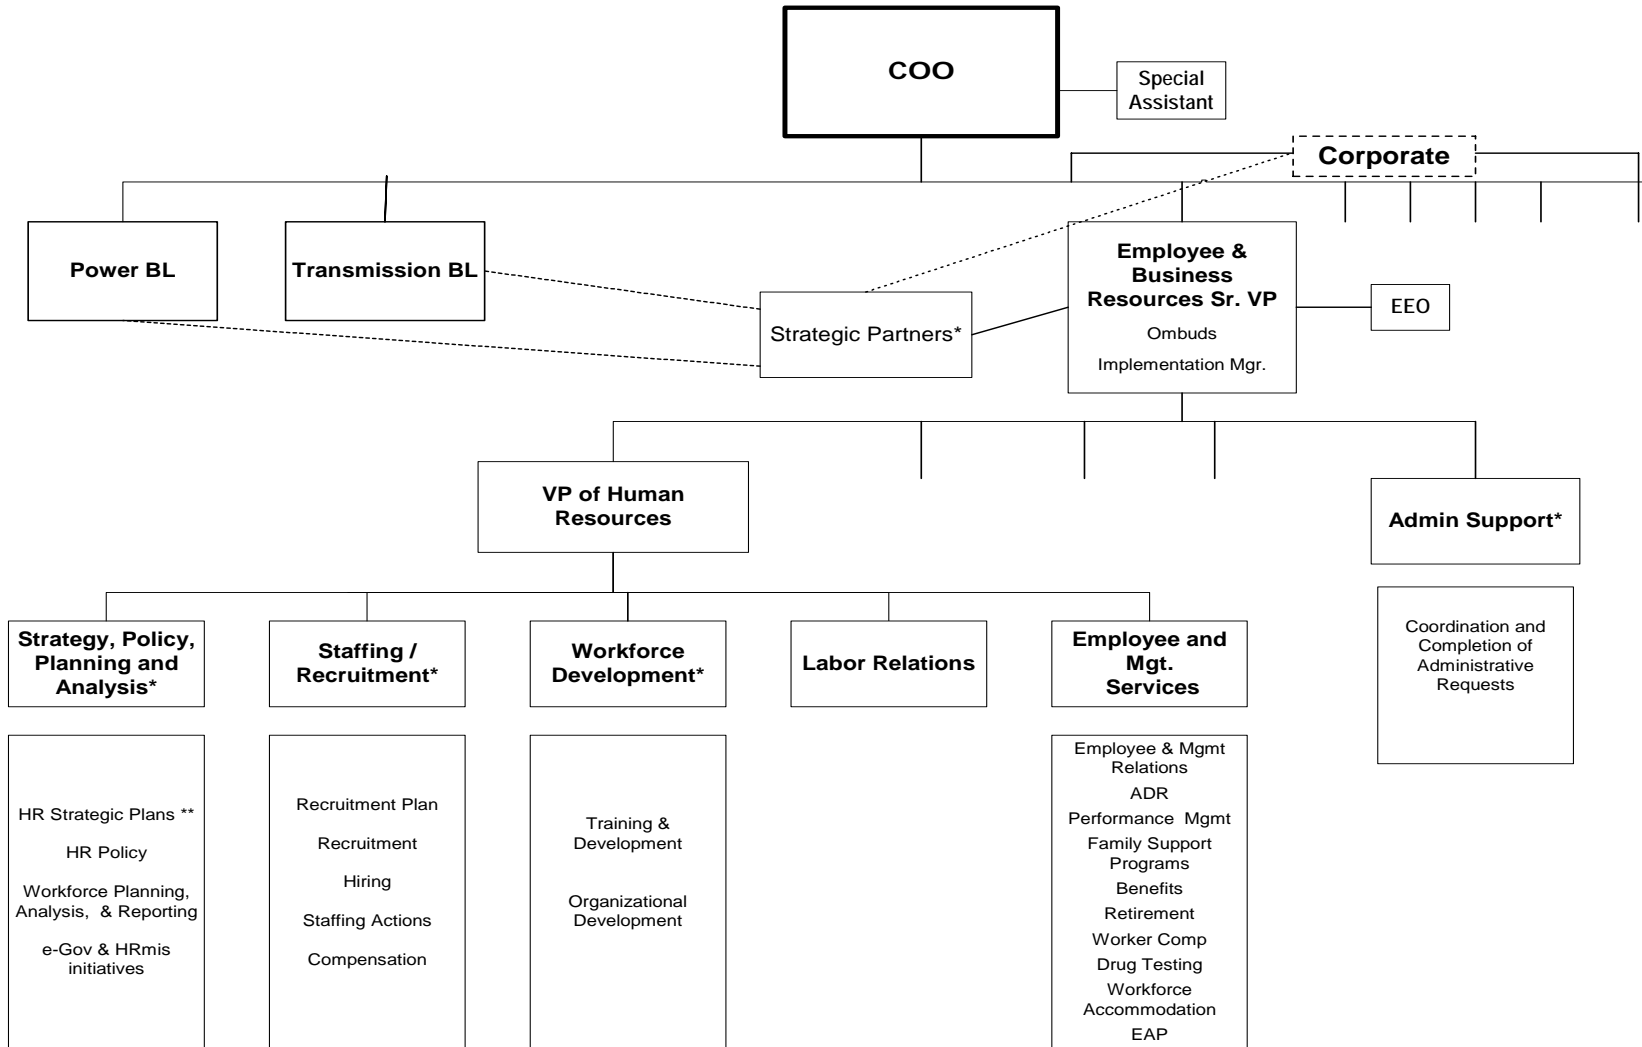 COO
Special
Assistant
Corporate
Power BL
Transmission BL
Strategic Partners*
Employee &
Business
Resources Sr. VP
Ombuds
Implementation Mgr.
EEO
VP of Human
Resources
Admin Support*
Coordination and
Completion of
Administrative
Requests
Strategy, Policy,
Planning and
Analysis*
Staffing /
Recruitment*
Workforce
Development*
Labor Relations
Employee and
Mgt.
Services
HR Strategic Plans **
HR Policy
Workforce Planning,
Analysis, & Reporting
e-Gov & HRmis
initiatives
Recruitment Plan
Recruitment
Hiring
Staffing Actions
Compensation
Training &
Development
Organizational
Development
Employee & Mgmt
Relations
ADR
Performance Mgmt
Family Support
Programs
Benefits
Retirement
Worker Comp
Drug Testing
Workforce
Accommodation
EAP